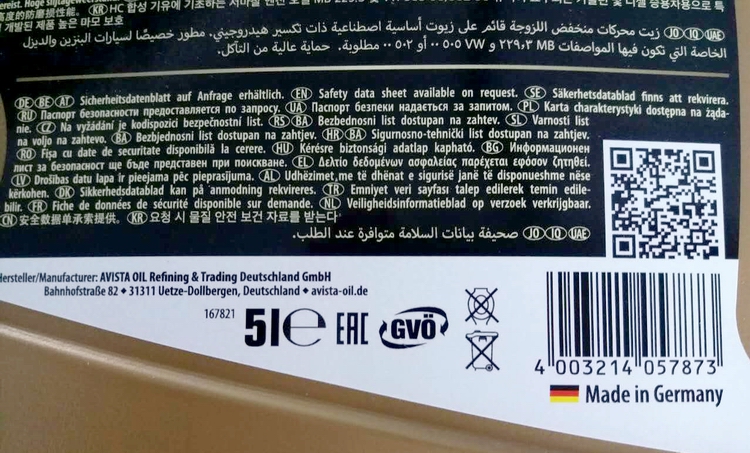 KR HC 합성 기유에 기초하는 저마찰 엔진 오일
개발된 제품 높은 마모 보호
JO IQ UAE زيت محركات منخفض اللزوجة قائم على زيوت أساسية اصطناعية ذات تكسير هيدروجيني. مطور خصيصًا لسيارات البنزين والديزل
الخاصة التي تكون فيها المواصفات MB ٢٢٩،٣ و VW ٥٠٥ ٠٠ أو ٥٠٢ ٠٠ مطلوبة. حماية عالية من التآكل.
DE BE AT Sicherheitsdatenblatt auf Anfrage erhältlich. EN Safety data sheet available on request. SE Säkerhetsdatablad finns att rekvirera.
RU Паспорт безопасности предоставляется по запросу. UA Паспорт безпеки надається за запитом. PL Karta charakterystyki dostępna na żąda-
nie. CZ Na vyžádání je k dispozici bezpečnostní list. RS BA Bezbednosni list dostupan na zahtev. SL Varnostni list
na voljo na zahtevo. BA Bezbjednosni list dostupan na zahtjev. HR BA Sigurnosno-tehnički list dostupan na zahtjev.
RO Fișa cu date de securitate disponibilă la cerere. HU Kérésre biztonsági adatlap kapható. BG Информационен
лист за безопасност ще бъде представен при поискване. EL Δελτίο δεδομένων ασφαλείας παρέχεται εφόσον ζητηθεί.
LV Drošības datu lapa ir pieejama pēc pieprasījuma. AL Udhëzimet me të dhënat e sigurisë janë të disponueshme nëse
kërkohen. DK Sikkerhedsdatablad kan på anmodning rekvireres. TR Emniyet veri sayfası talep edilerek temin edile-
bilir. FR Fiche de données de sécurité disponible sur demande. NL Veiligheidsinformatieblad op verzoek verkrijgbaar.
CN 安全数据单承索提供。 KR 요청 시 물질 안전 보건 자료를 받는다
JO IQ UAE صحيفة بيانات السلامة متوافرة عند الطلب.
Hersteller/Manufacturer: AVISTA OIL Refining & Trading Deutschland GmbH
Bahnhofstraße 82 ◆ 31311 Uetze-Dollbergen, Deutschland ◆ avista-oil.de
167821
5l e EAC GVÖ
4 003214 057873
Made in Germany